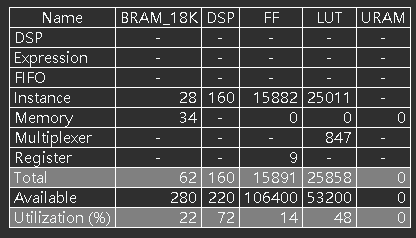 Name BRAM_18K DSP FF LUT URAM
DSP - - - - -
Expression - - - - -
FIFO - - - - -
Instance 28 160 15882 25011 -
Memory 34 - 0 0 0
Multiplexer - - - 847 -
Register - - 9 - -
Total 62 160 15891 25858 0
Available 280 220 106400 53200 0
Utilization (%) 22 72 14 48 0